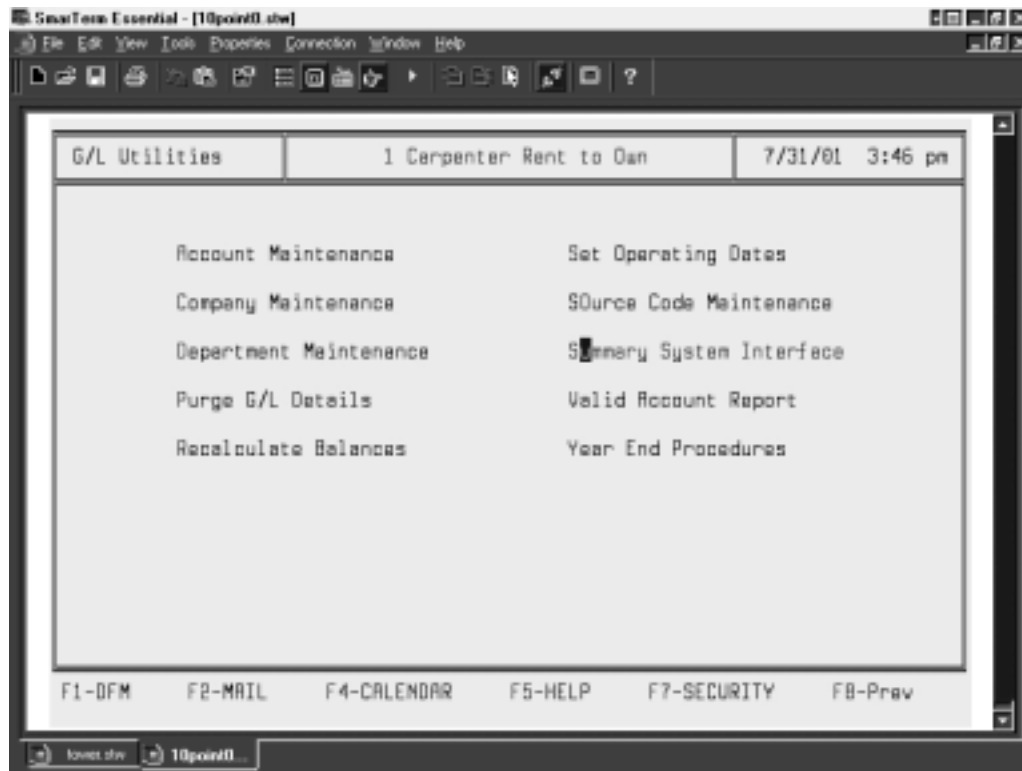 SmarTerm Essential - [10point0.stw]
File Edit View Tools Properties Connection Window Help
G/L Utilities 1 Carpenter Rent to Own 7/31/01 3:46 pm
Account Maintenance Set Operating Dates
Company Maintenance SOurce Code Maintenance
Department Maintenance Summary System Interface
Purge G/L Details Valid Account Report
Recalculate Balances Year End Procedures
F1-DFM F2-MAIL F4-CALENDAR F5-HELP F7-SECURITY F8-Prev
tower.stw 10point0...